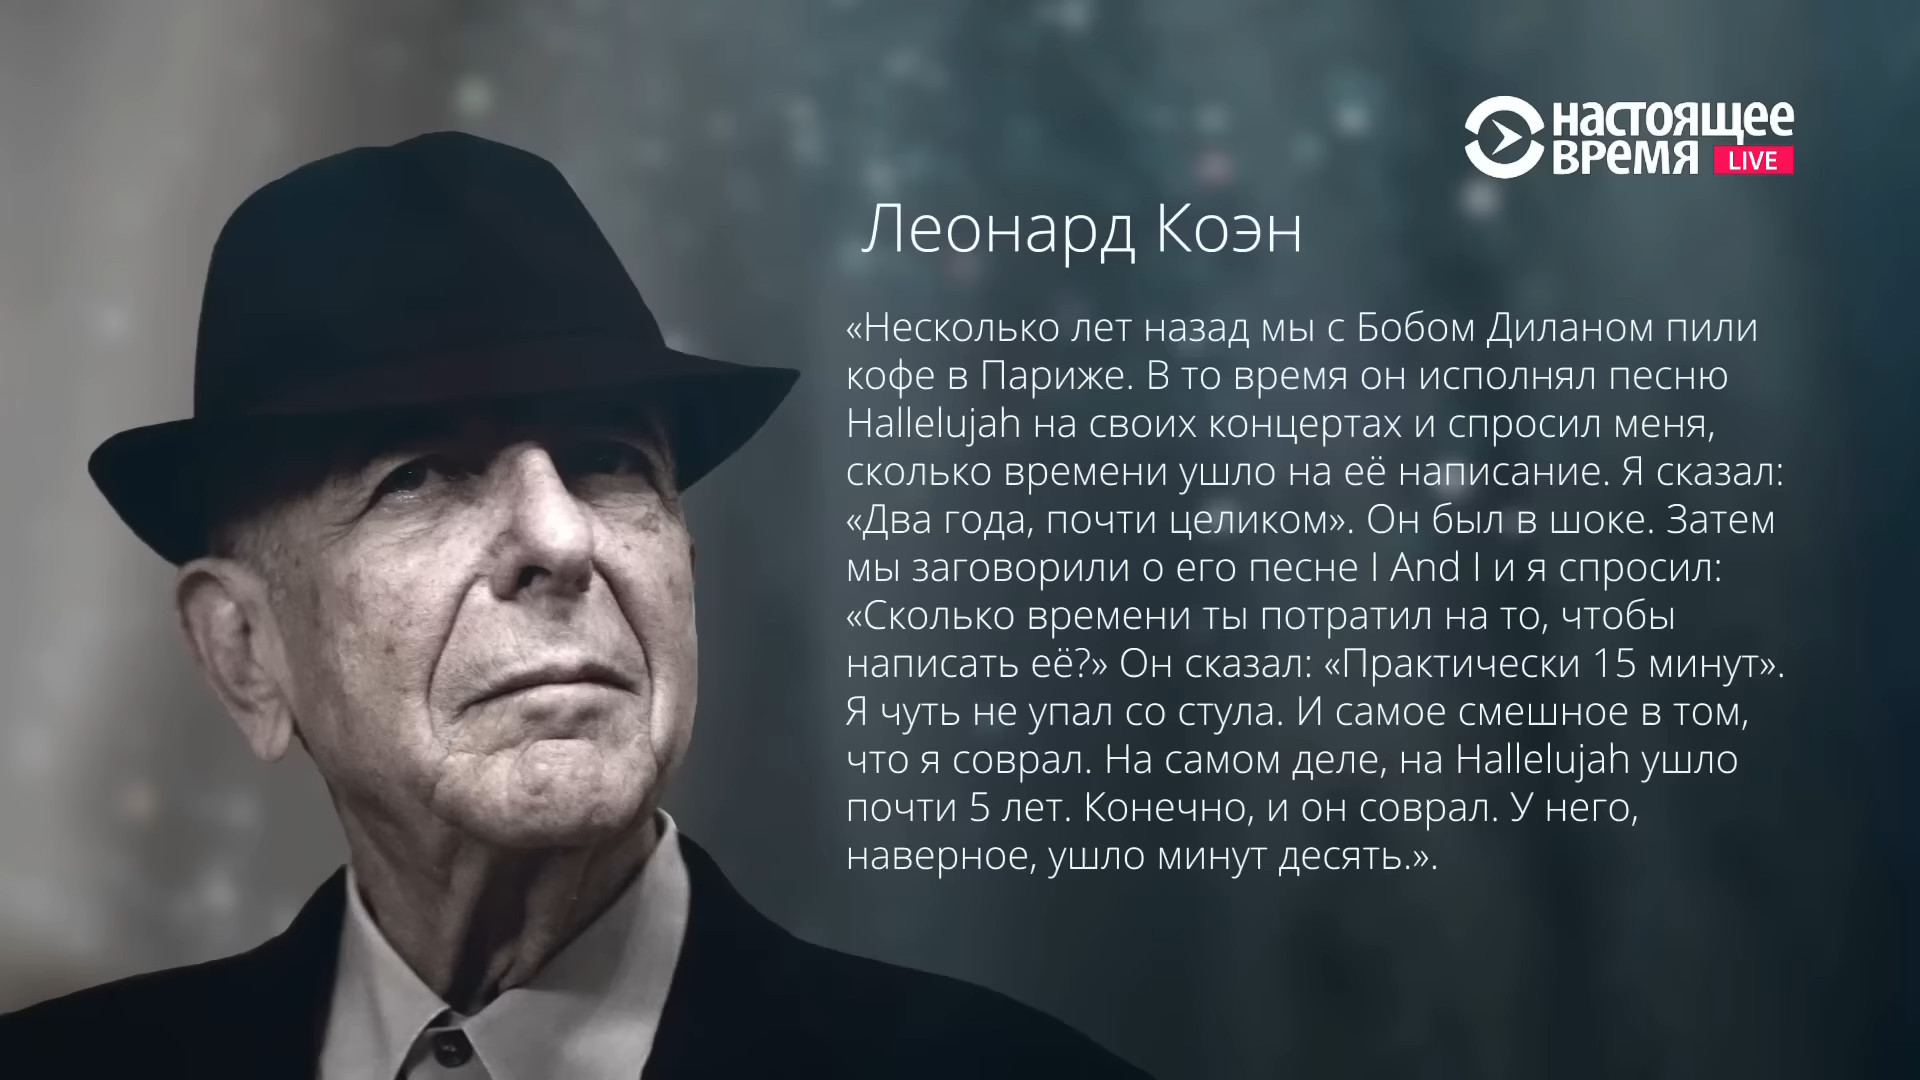 НАСТОЯЩЕЕ
ВРЕМЯ LIVE
Леонард Коэн
«Несколько лет назад мы с Бобом Диланом пили
кофе в Париже. В то время он исполнял песню
Hallelujah на своих концертах и спросил меня,
сколько времени ушло на её написание. Я сказал:
«Два года, почти целиком». Он был в шоке. Затем
мы заговорили о его песне I And I и я спросил:
«Сколько времени ты потратил на то, чтобы
написать её?» Он сказал: «Практически 15 минут».
Я чуть не упал со стула. И самое смешное в том,
что я соврал. На самом деле, на Hallelujah ушло
почти 5 лет. Конечно, и он соврал. У него,
наверное, ушло минут десять.».